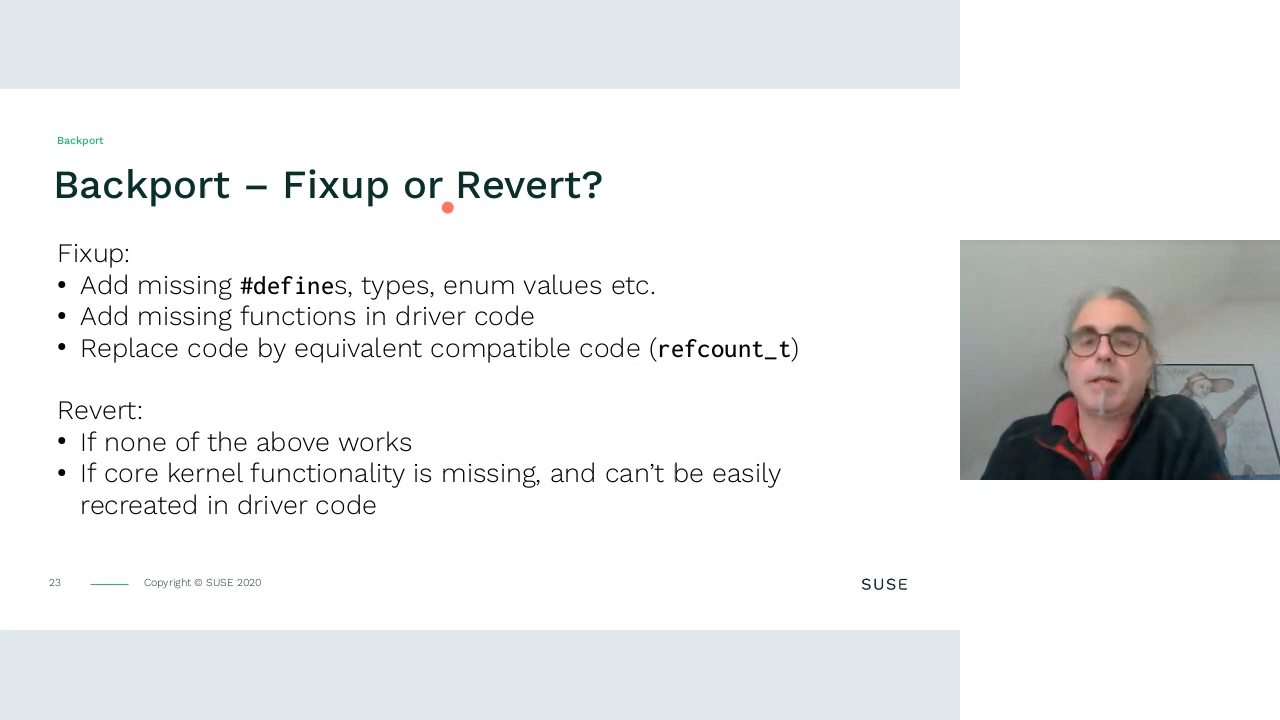 Backport
Backport – Fixup or Revert?
Fixup:
• Add missing #defines, types, enum values etc.
• Add missing functions in driver code
• Replace code by equivalent compatible code (refcount_t)
Revert:
• If none of the above works
• If core kernel functionality is missing, and can’t be easily
recreated in driver code
23
Copyright © SUSE 2020
SUSE